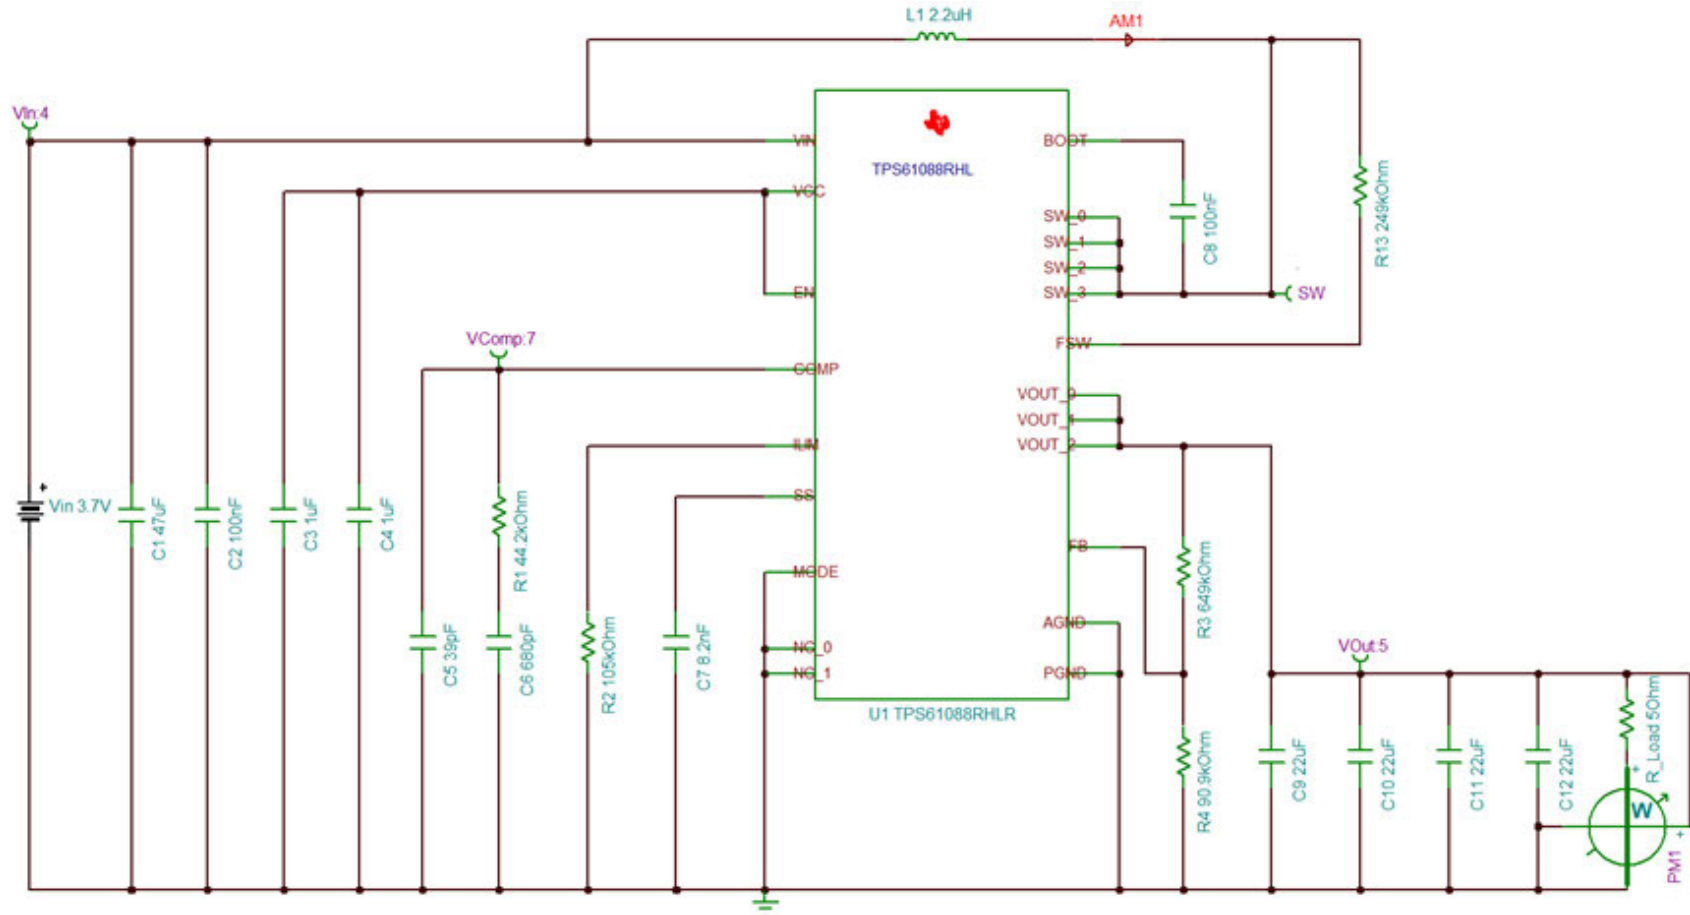 L1 2.2uH
AM1
VIn:4
VIN
BOOT
TPS61088RHL
VCC
R13 249kOhm
C8 100nF
SW_0
SW_1
SW_2
SW_3
SW
EN
VComp:7
FSW
COMP
VOUT_0
VOUT_1
VOUT_2
ILIM
SS
+
Vin 3.7V
C1 47uF
C2 100nF
C3 1uF
C4 1uF
R1 44.2kOhm
FB
R3 649kOhm
MODE
C5 39pF
C6 680pF
R2 105kOhm
C7 8.2nF
NC_0
NC_1
AGND
PGND
VOut:5
U1 TPS61088RHLR
R4 90.9kOhm
C9 22uF
C10 22uF
C11 22uF
C12 22uF
R_Load 5Ohm
+
W
+
PM1